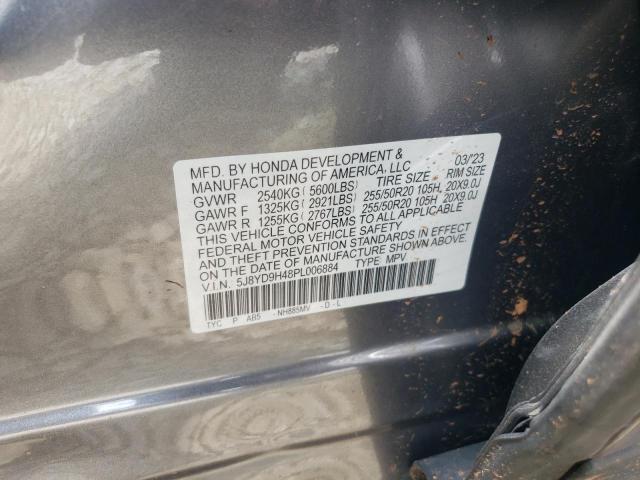 MFD. BY HONDA DEVELOPMENT &
MANUFACTURING OF AMERICA, LLC 03/'23
GVWR 2540KG( 5600LBS) TIRE SIZE RIM SIZE
GAWR F 1325KG( 2921LBS) 255/50R20 105H, 20X9.0J
GAWR R 1255KG( 2767LBS) 255/50R20 105H, 20X9.0J
THIS VEHICLE CONFORMS TO ALL APPLICABLE
FEDERAL MOTOR VEHICLE SAFETY
AND THEFT PREVENTION STANDARDS IN EFFECT
ON THE DATE OF MANUFACTURE SHOWN ABOVE.
V.I.N. 5J8YD9H48PL006884 TYPE MPV
TYC P AB5 -NH885MV -D-L